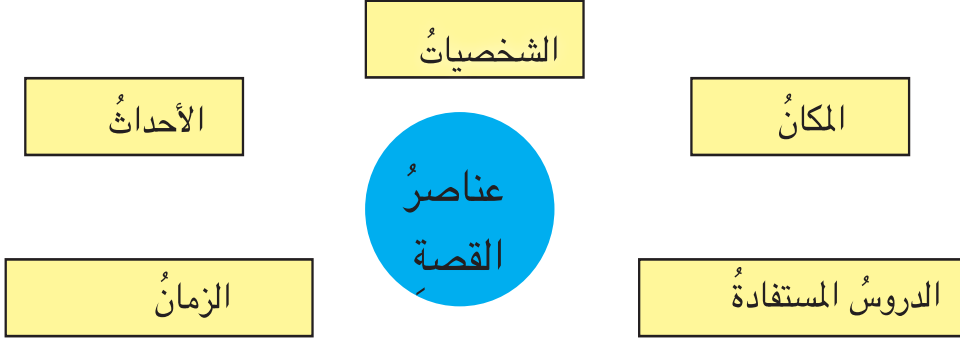 الشخصياتُ
المكانُ
الأحداثُ
عناصرُ
القصةِ
الدروسُ المستفادةُ
الزمانُ